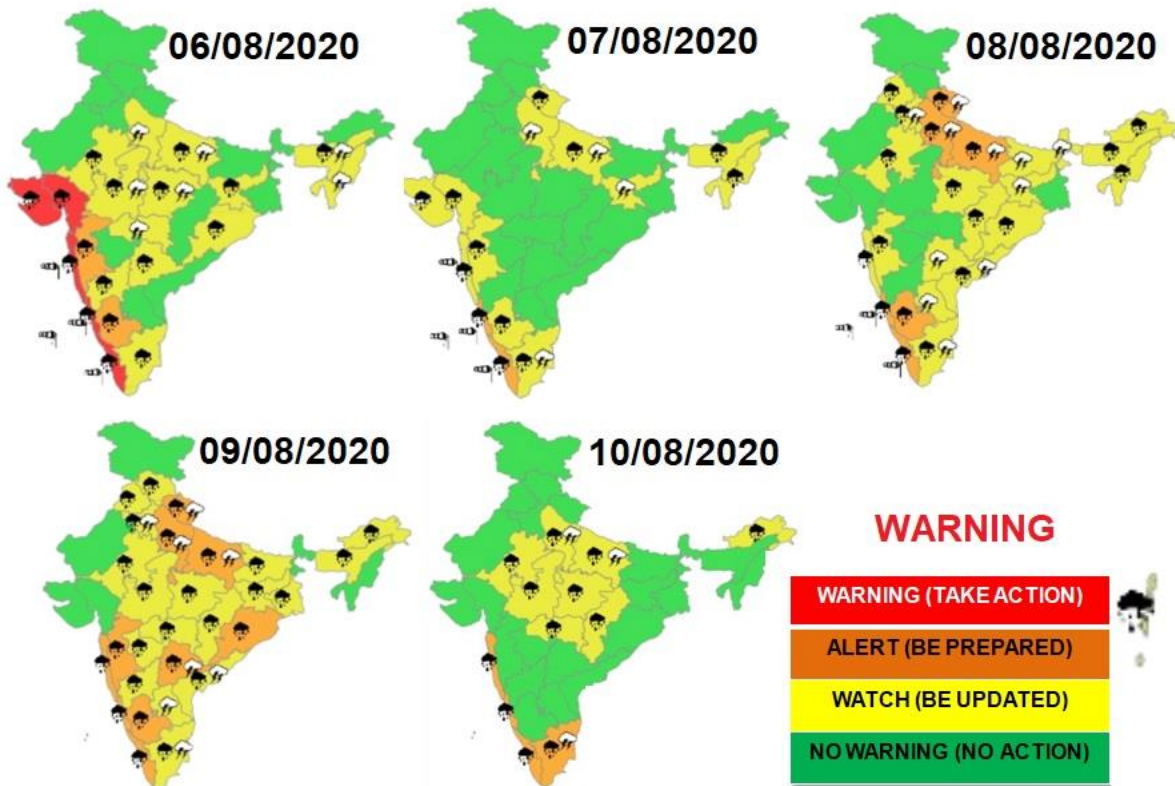 06/08/2020
07/08/2020
08/08/2020
09/08/2020
10/08/2020
WARNING
WARNING (TAKE ACTION)
ALERT (BE PREPARED)
WATCH (BE UPDATED)
NO WARNING (NO ACTION)